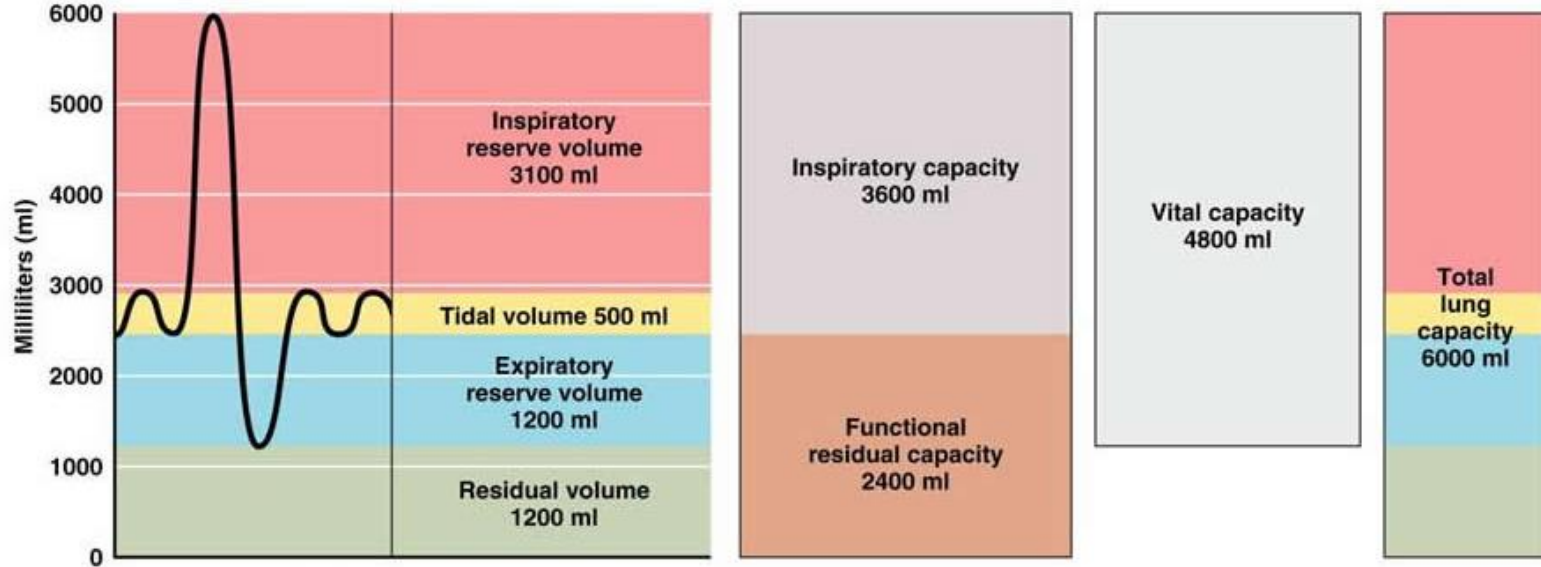 6000
5000
4000
3000
2000
1000
0
Milliliters (ml)
Inspiratory
reserve volume
3100 ml
Tidal volume 500 ml
Expiratory
reserve volume
1200 ml
Residual volume
1200 ml
Inspiratory capacity
3600 ml
Functional
residual capacity
2400 ml
Vital capacity
4800 ml
Total
lung
capacity
6000 ml